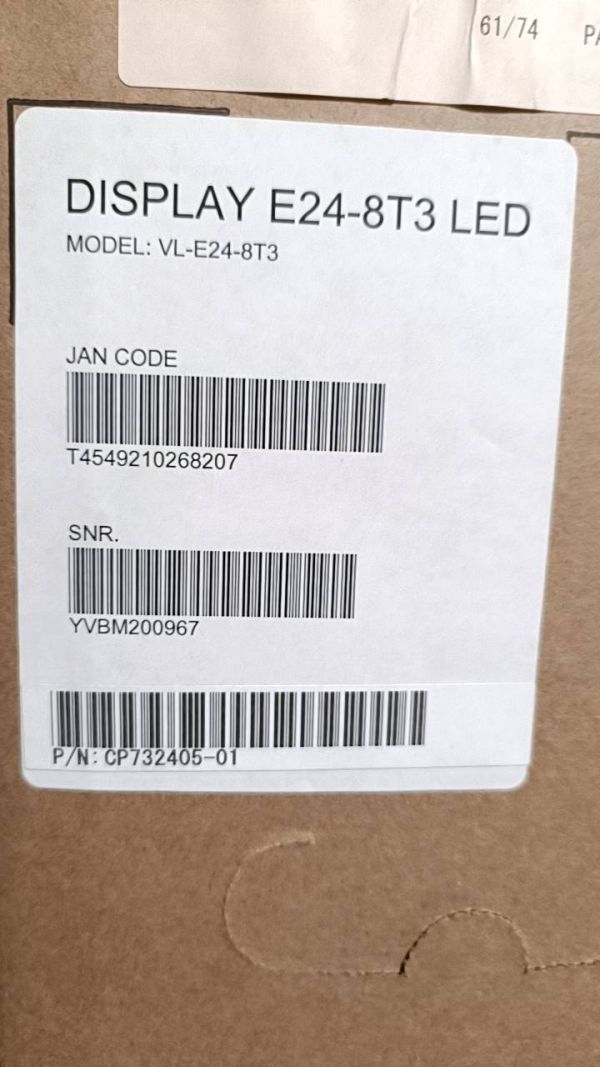 61/74
DISPLAY E24-8T3 LED
MODEL: VL-E24-8T3
JAN CODE
T4549210268207
SNR.
YVBM200967
P/N:CP732405-01